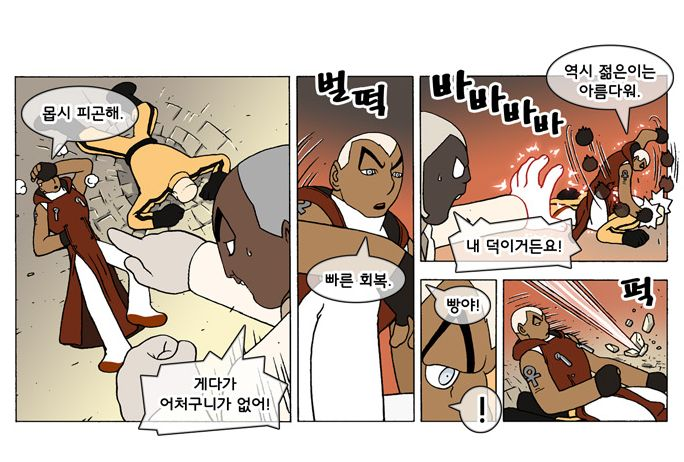 몹시 피곤해.
게다가
어처구니가 없어!
벌떡
빠른 회복.
바바바바
역시 젊은이는
아름다워.
내 덕이거든요!
빵야!
!
퍽